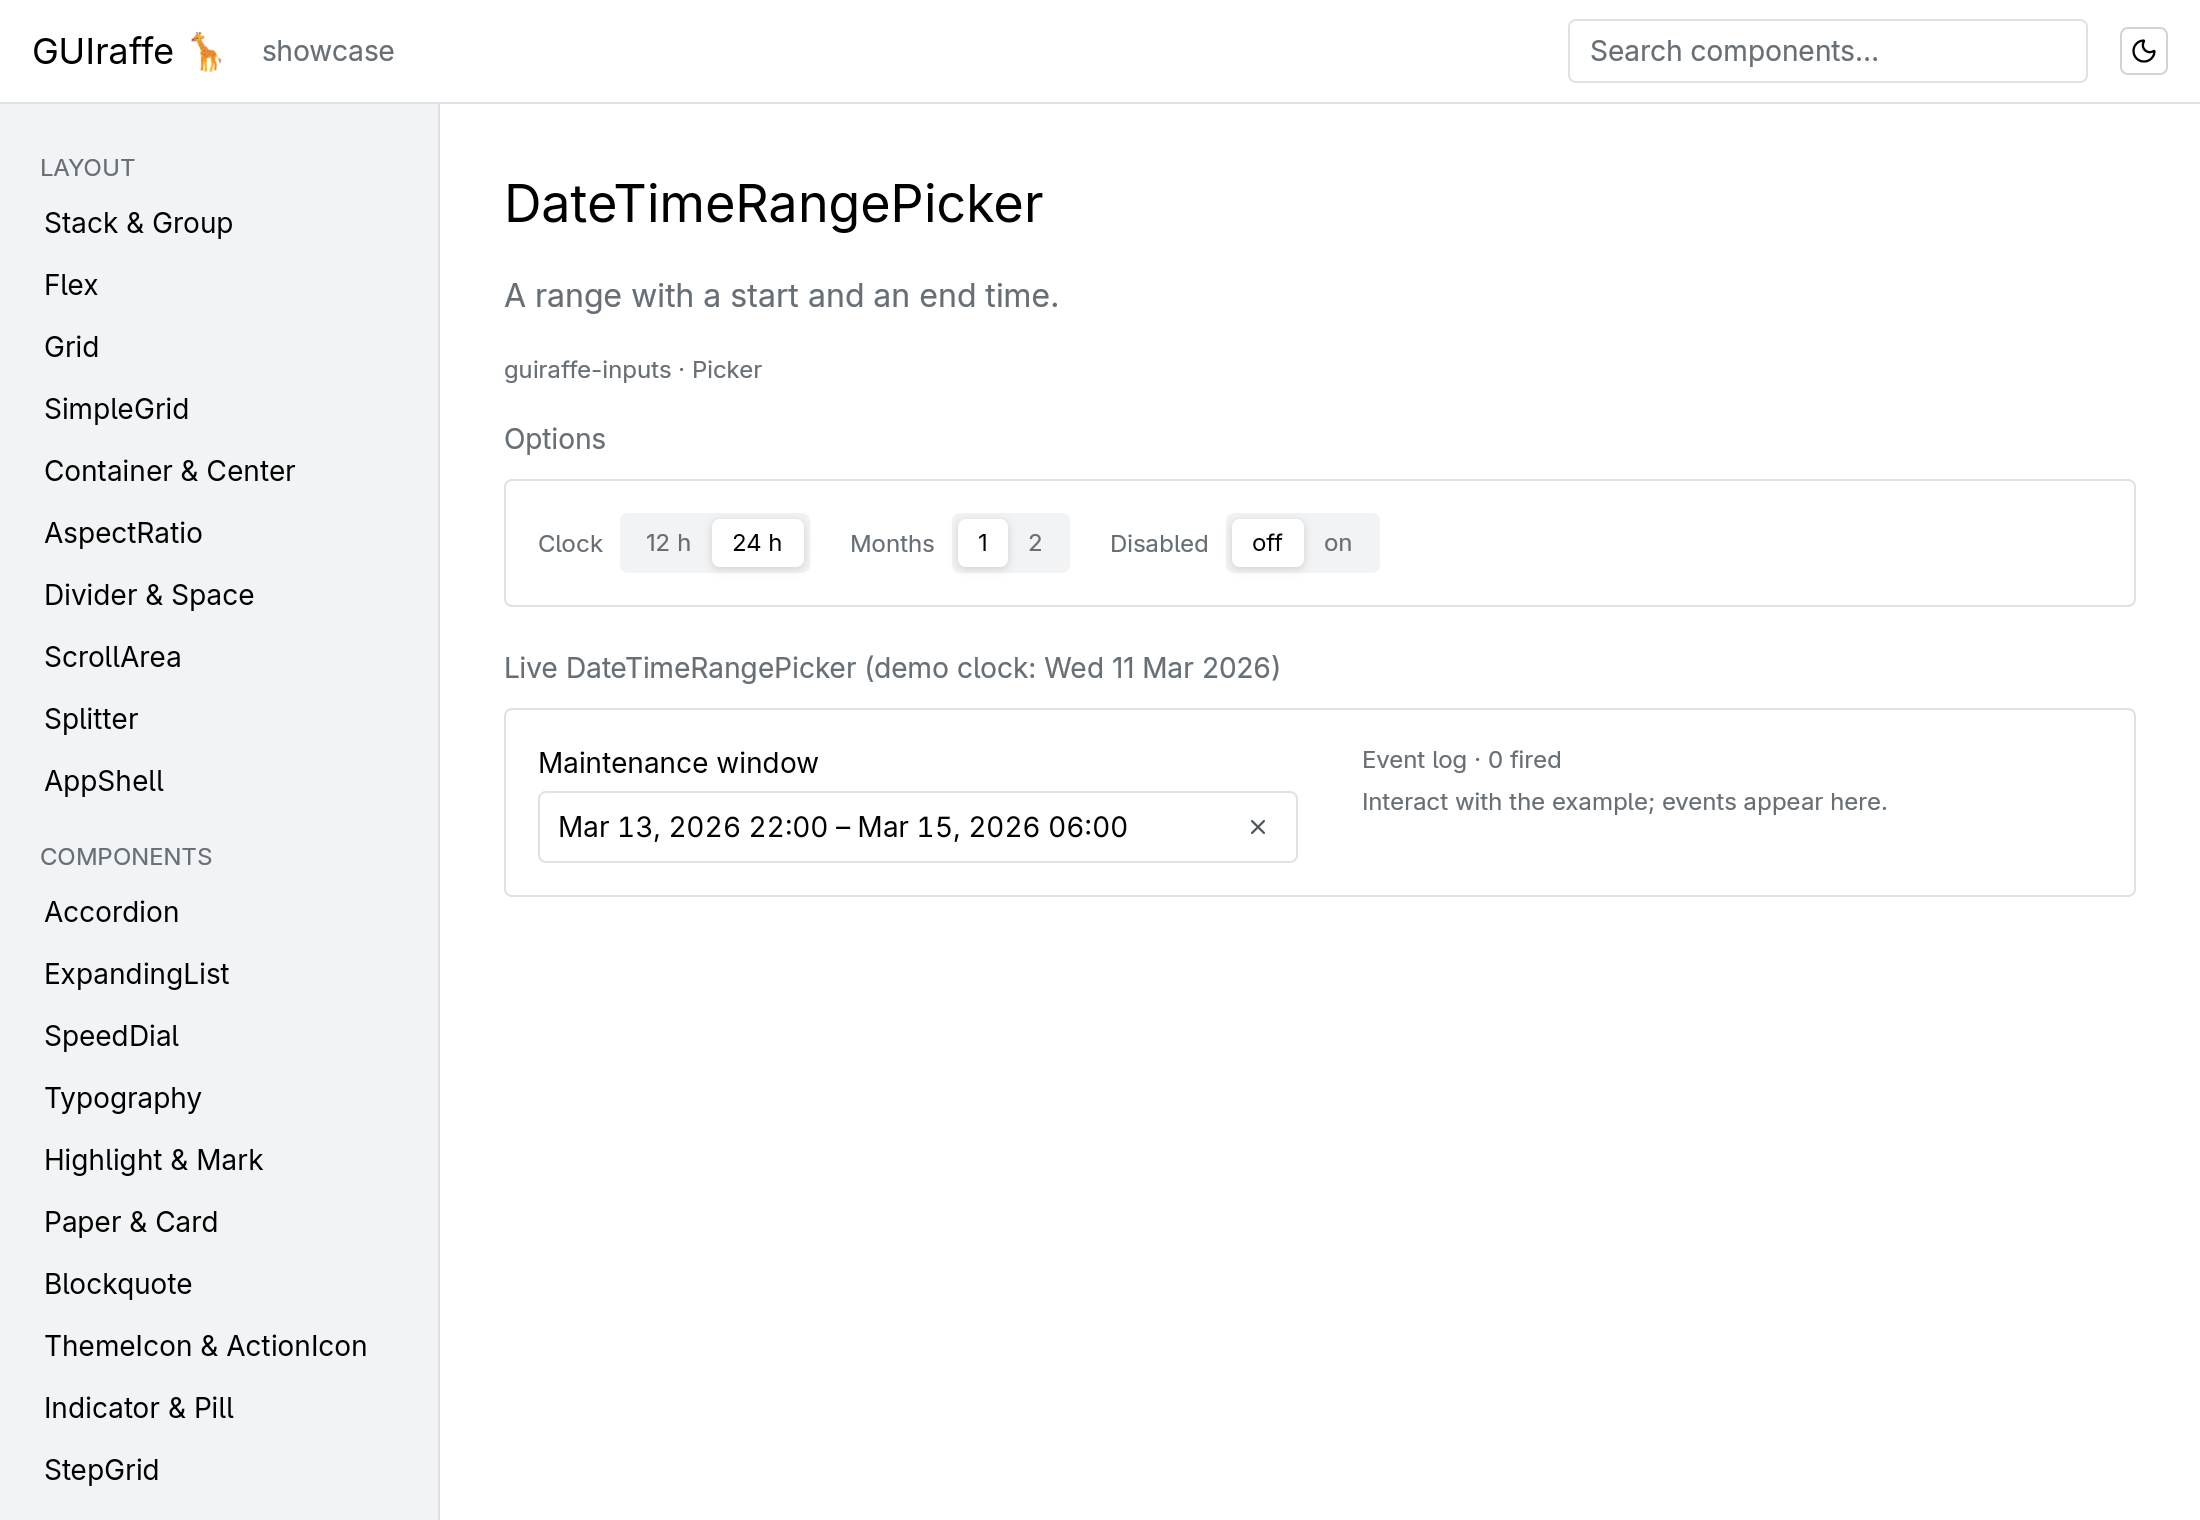 GUIraffe 🦒 showcase
Search components...
LAYOUT
Stack & Group
Flex
Grid
SimpleGrid
Container & Center
AspectRatio
Divider & Space
ScrollArea
Splitter
AppShell
COMPONENTS
Accordion
ExpandingList
SpeedDial
Typography
Highlight & Mark
Paper & Card
Blockquote
ThemeIcon & ActionIcon
Indicator & Pill
StepGrid
DateTimeRangePicker
A range with a start and an end time.
guiraffe-inputs · Picker
Options
Clock 12 h 24 h Months 1 2 Disabled off on
Live DateTimeRangePicker (demo clock: Wed 11 Mar 2026)
Maintenance window
Mar 13, 2026 22:00 – Mar 15, 2026 06:00
Event log · 0 fired
Interact with the example; events appear here.